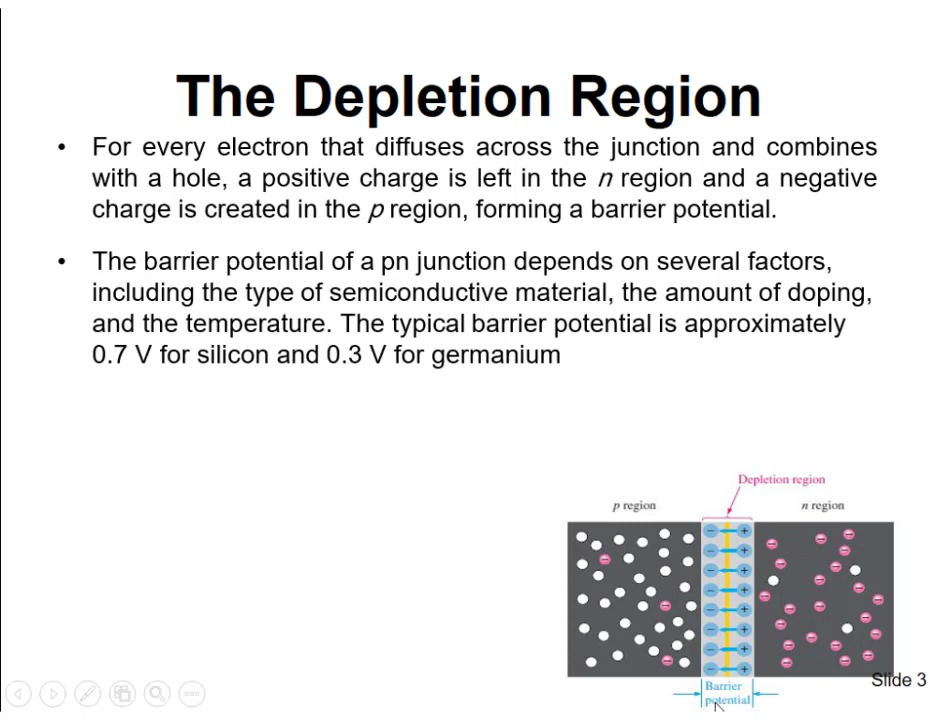 The Depletion Region
• For every electron that diffuses across the junction and combines
with a hole, a positive charge is left in the n region and a negative
charge is created in the p region, forming a barrier potential.
• The barrier potential of a pn junction depends on several factors,
including the type of semiconductive material, the amount of doping,
and the temperature. The typical barrier potential is approximately
0.7 V for silicon and 0.3 V for germanium
Depletion region
p region
n region
Barrier
potential
Slide 3